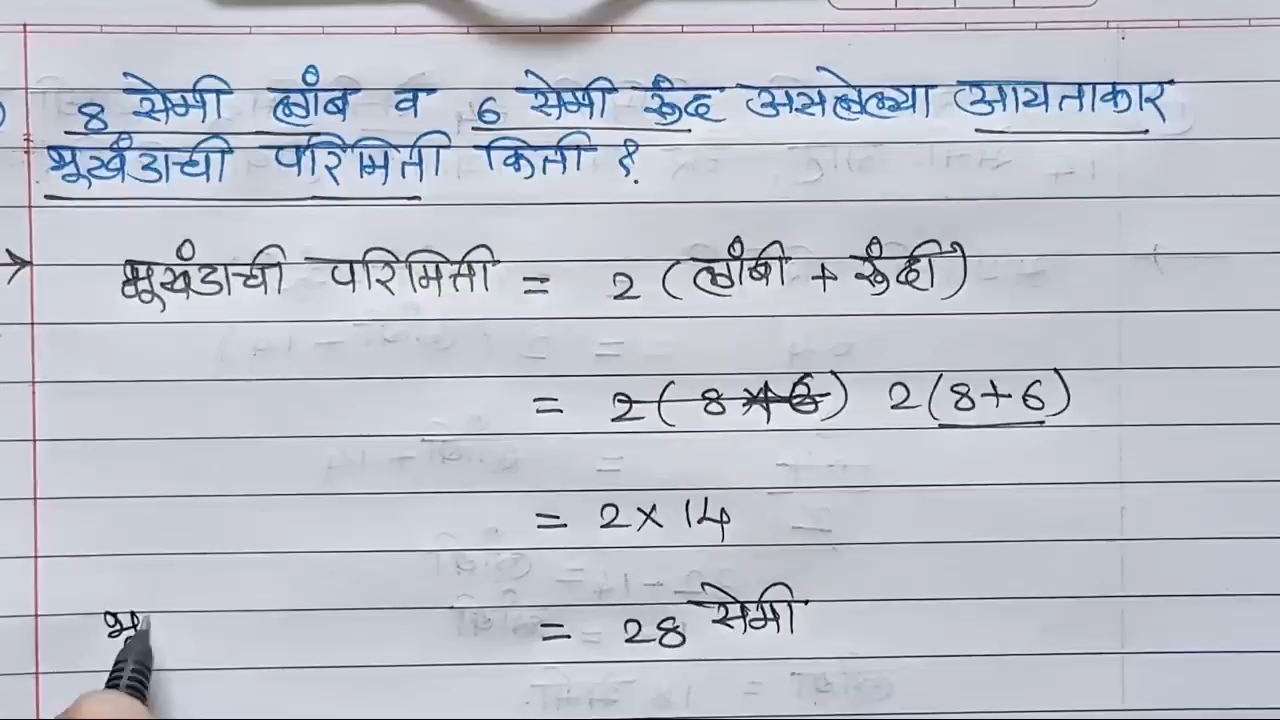 8 सेमी लांब व 6 सेमी रुंद असलेल्या आयताकार
भूखंडाची परिमिती किती ?
→ भूखंडाची परिमिती = 2 (लांबी + रुंदी)
= 2 ( 8 + 6 ) 2 (8+6)
= 2 x 14
भू = 28 सेमी